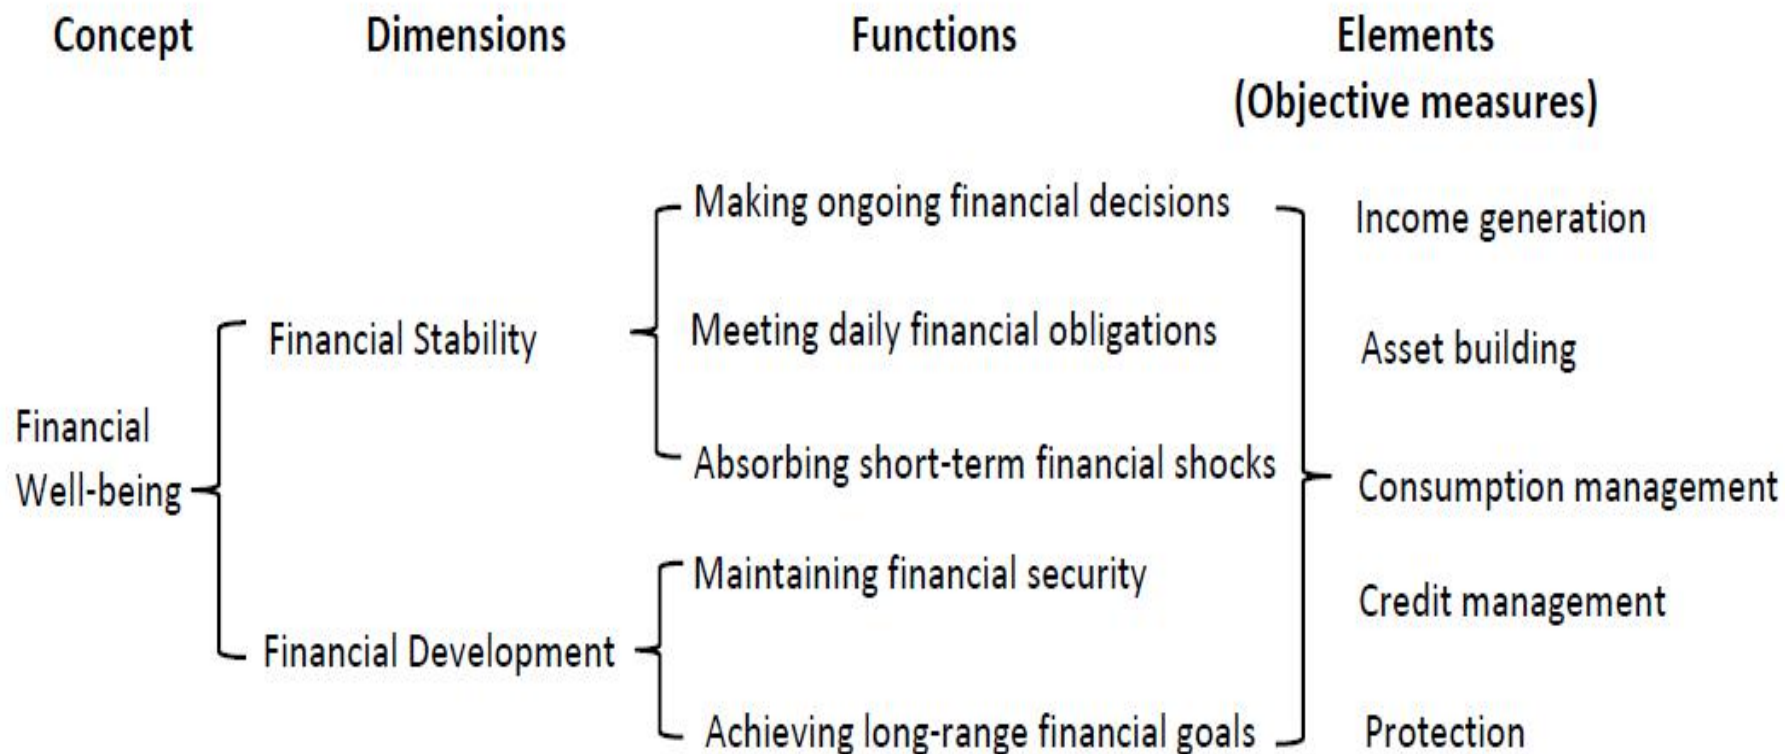 Concept Dimensions Functions Elements
(Objective measures)
Making ongoing financial decisions
Income generation
Financial Stability
Meeting daily financial obligations
Asset building
Financial
Well-being
Absorbing short-term financial shocks
Consumption management
Maintaining financial security
Credit management
Financial Development
Achieving long-range financial goals
Protection